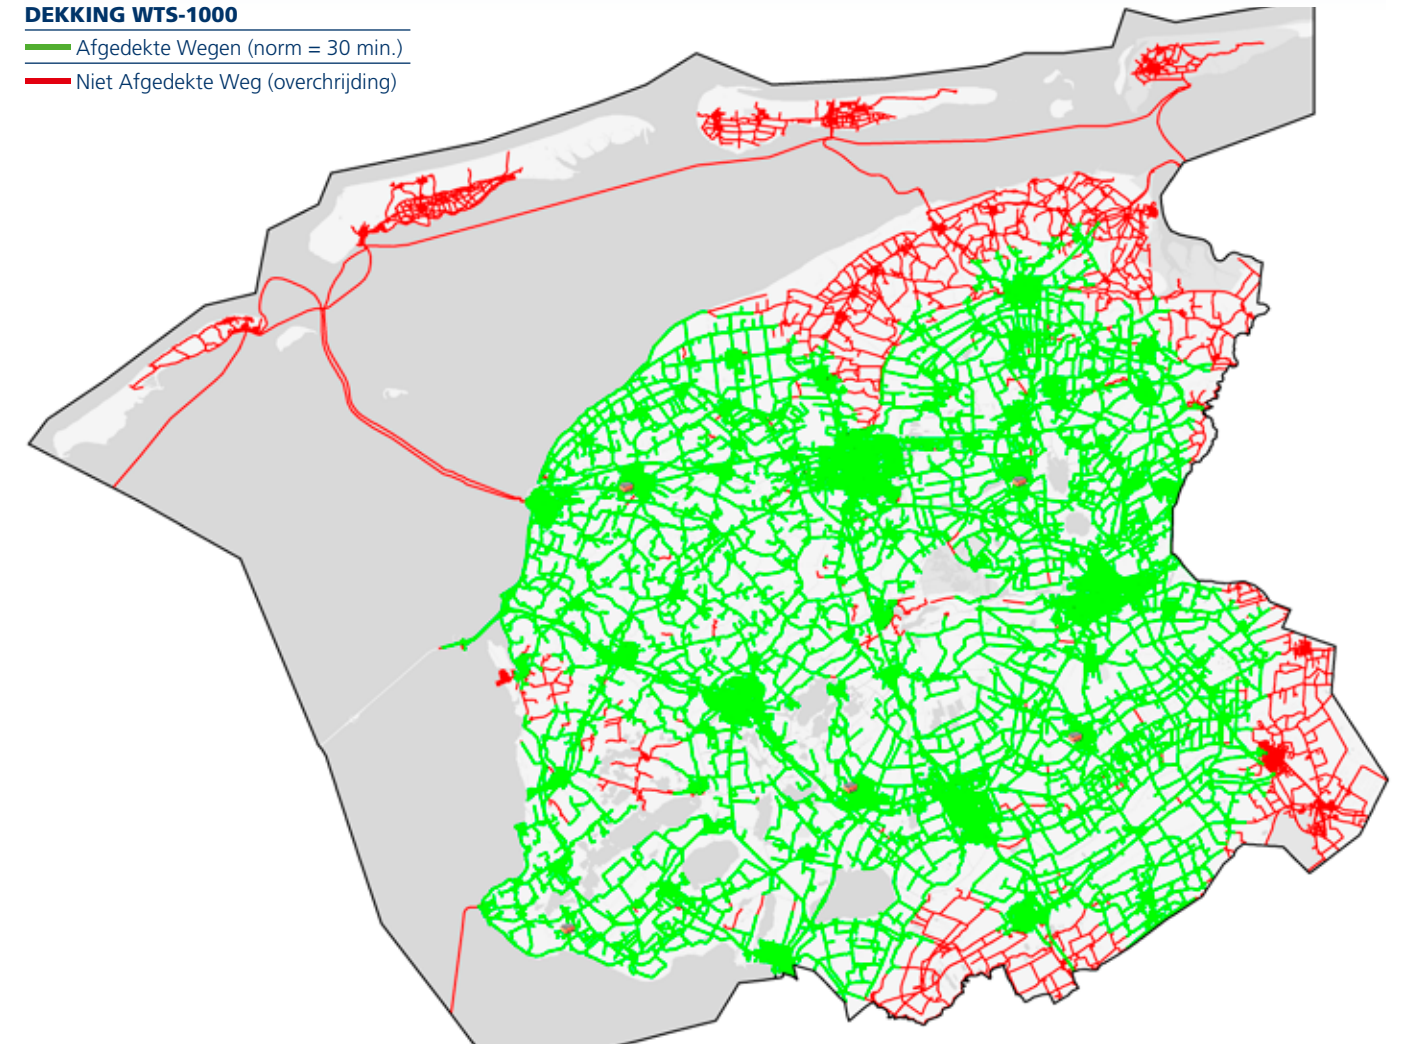 DEKKING WTS-1000
Afgedekte Wegen (norm = 30 min.)
Niet Afgedekte Weg (overchrijding)